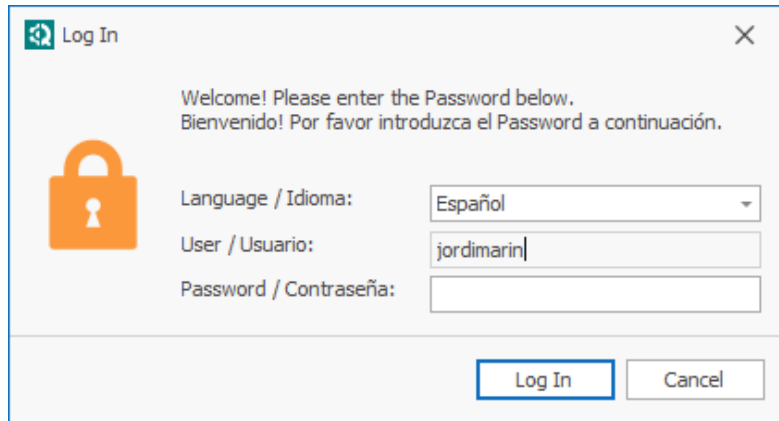 Log In
Welcome! Please enter the Password below.
Bienvenido! Por favor introduzca el Password a continuación.
Language / Idioma: Español
User / Usuario: jordimarin
Password / Contraseña:
Log In Cancel